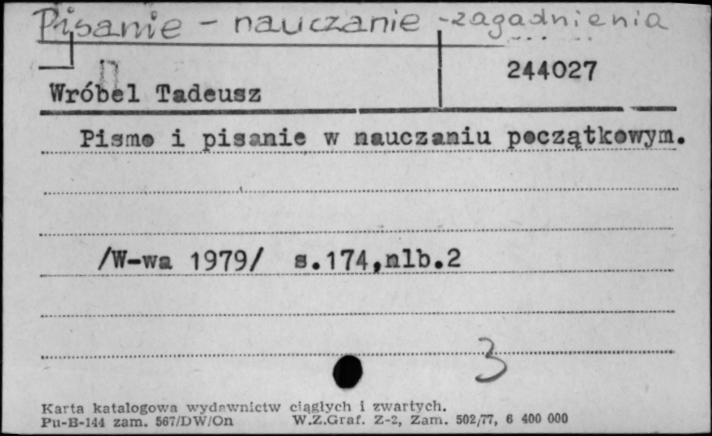 Pisanie - nauczanie - zagadnienia
244027
Wróbel Tadeusz
Pismo i pisanie w nauczaniu początkowym.
/W-wa 1979/ s.174,nlb.2
3
Karta katalogowa wydawnictw ciągłych i zwartych.
Pu-B-144 zam. 567/DW/On W.Z.Graf. Z-2, Zam. 502/77, 6 400 000